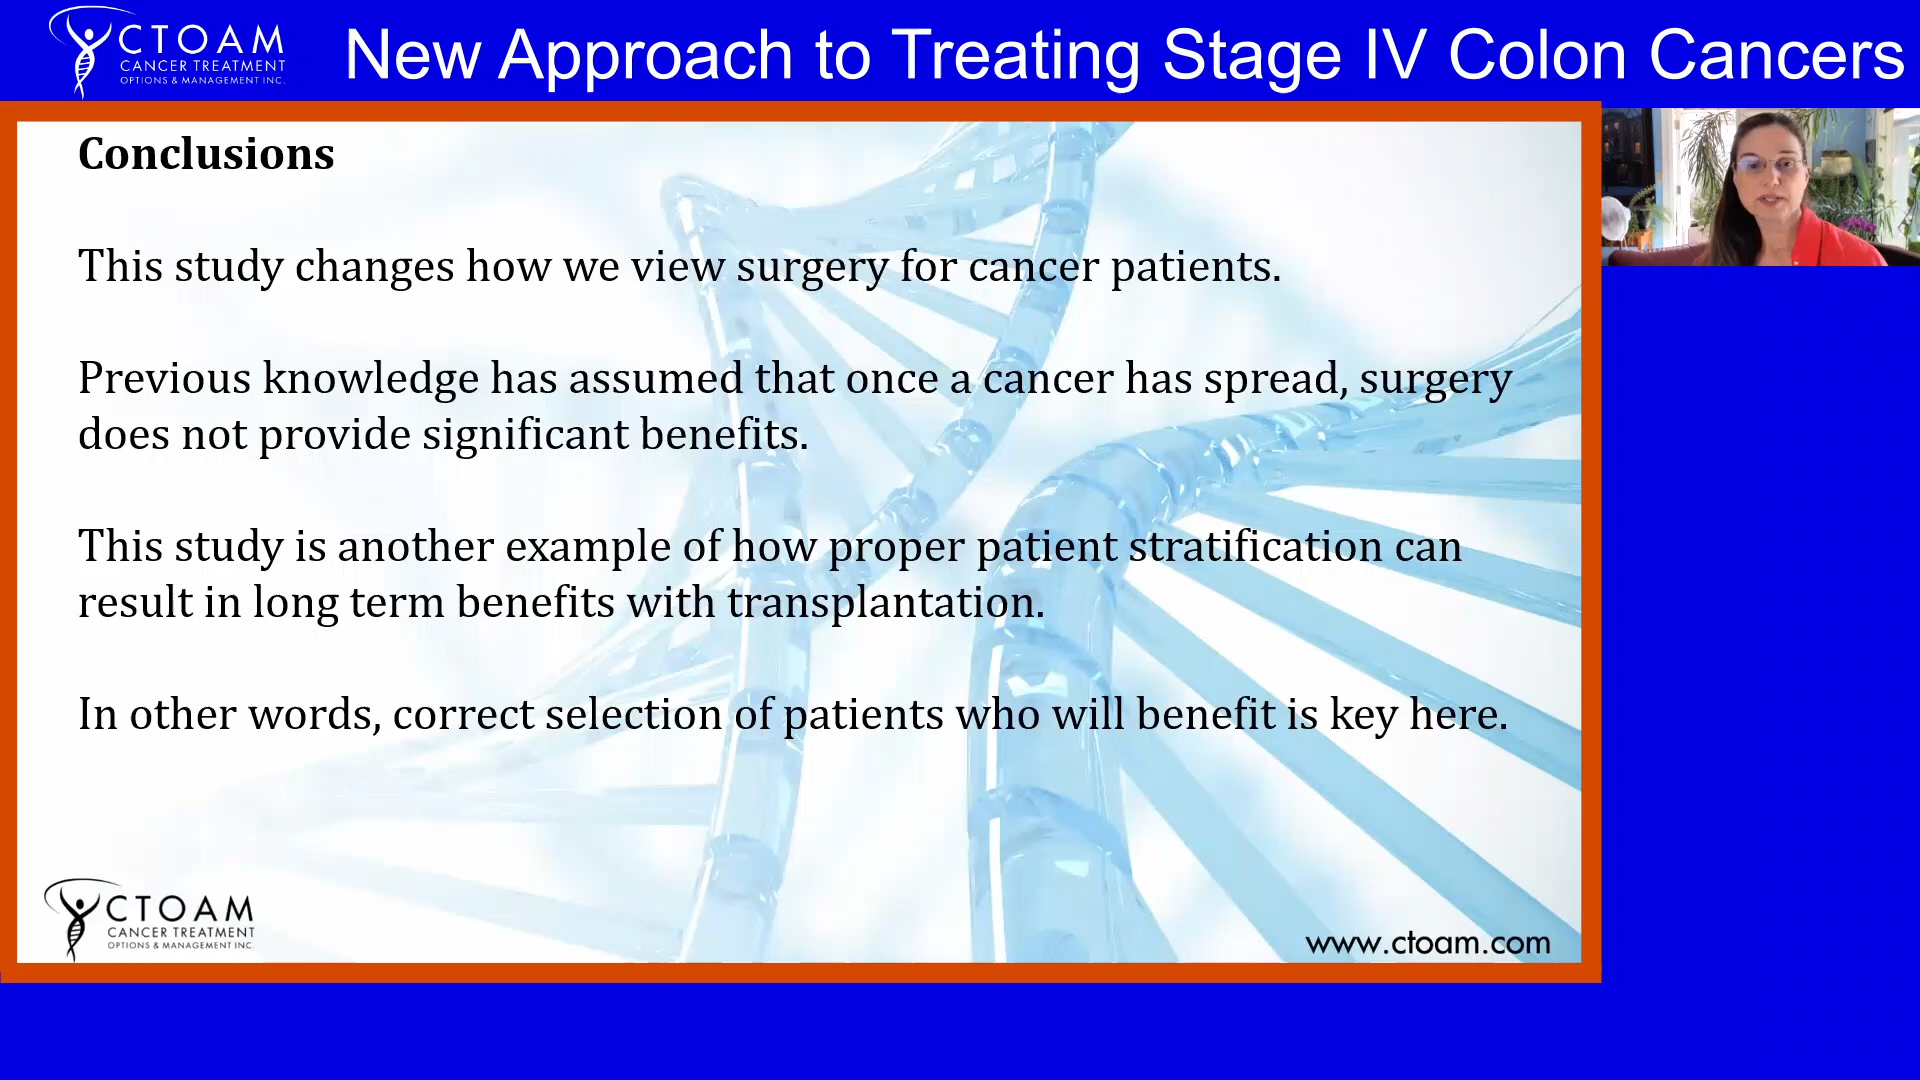 CTOAM
CANCER TREATMENT
OPTIONS & MANAGEMENT INC.
New Approach to Treating Stage IV Colon Cancers
Conclusions
This study changes how we view surgery for cancer patients.
Previous knowledge has assumed that once a cancer has spread, surgery
does not provide significant benefits.
This study is another example of how proper patient stratification can
result in long term benefits with transplantation.
In other words, correct selection of patients who will benefit is key here.
CTOAM
CANCER TREATMENT
OPTIONS & MANAGEMENT INC.
www.ctoam.com